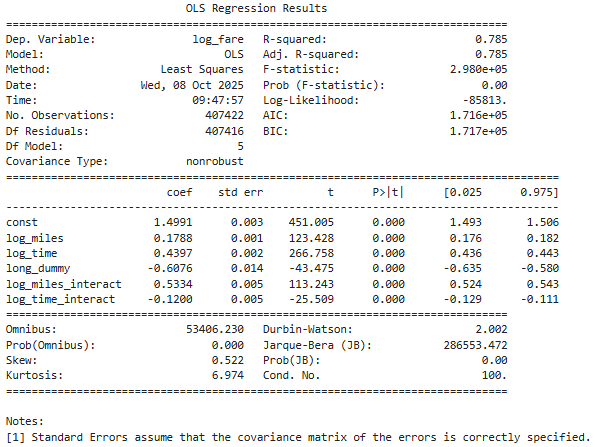 OLS Regression Results
==============================================================================
Dep. Variable:               log_fare   R-squared:                       0.785
Model:                            OLS   Adj. R-squared:                  0.785
Method:                 Least Squares   F-statistic:                 2.980e+05
Date:                Wed, 08 Oct 2025   Prob (F-statistic):               0.00
Time:                        09:47:57   Log-Likelihood:                -85813.
No. Observations:              407422   AIC:                         1.716e+05
Df Residuals:                  407416   BIC:                         1.717e+05
Df Model:                           5
Covariance Type:            nonrobust
=====================================================================================
                        coef    std err          t      P>|t|      [0.025      0.975]
-------------------------------------------------------------------------------------
const                 1.4991      0.003    451.005      0.000       1.493       1.506
log_miles             0.1788      0.001    123.428      0.000       0.176       0.182
log_time              0.4397      0.002    266.758      0.000       0.436       0.443
long_dummy           -0.6076      0.014    -43.475      0.000      -0.635      -0.580
log_miles_interact    0.5334      0.005    113.243      0.000       0.524       0.543
log_time_interact    -0.1200      0.005    -25.509      0.000      -0.129      -0.111
==============================================================================
Omnibus:                    53406.230   Durbin-Watson:                   2.002
Prob(Omnibus):                  0.000   Jarque-Bera (JB):           286553.472
Skew:                           0.522   Prob(JB):                         0.00
Kurtosis:                       6.974   Cond. No.                         100.
==============================================================================
Notes:
[1] Standard Errors assume that the covariance matrix of the errors is correctly specified.